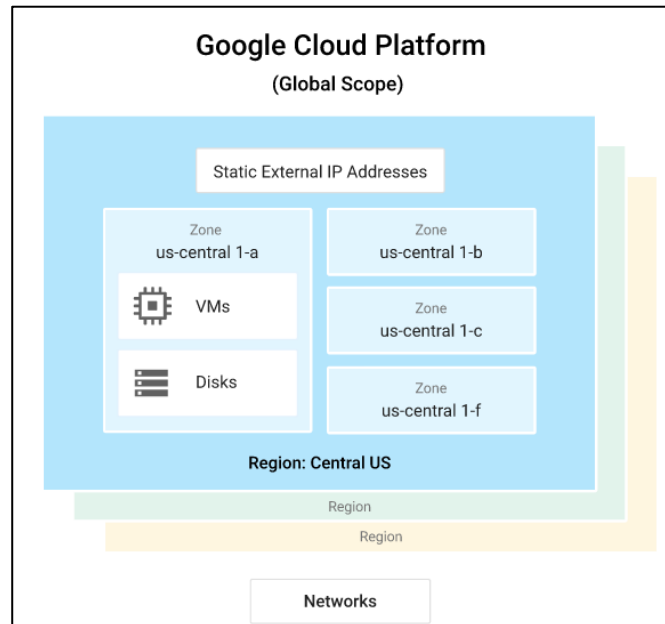 Google Cloud Platform
(Global Scope)
Static External IP Addresses
Zone
us-central 1-a
VMs
Disks
Zone
us-central 1-b
Zone
us-central 1-c
Zone
us-central 1-f
Region: Central US
Region
Region
Networks